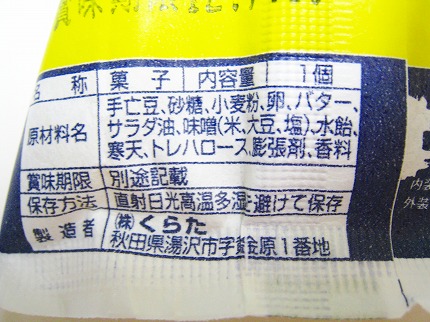 名 称 菓 子 内容量 1個
原材料名 手亡豆、砂糖、小麦粉、卵、バター、
サラダ油、味噌(米、大豆、塩)、水飴、
寒天、トレハロース、膨張剤、香料
賞味期限 別途記載
保存方法 直射日光高温多湿を避けて保存
製造者 ㈱くらた
秋田県湯沢市字鶴金原1番地
内装
外装